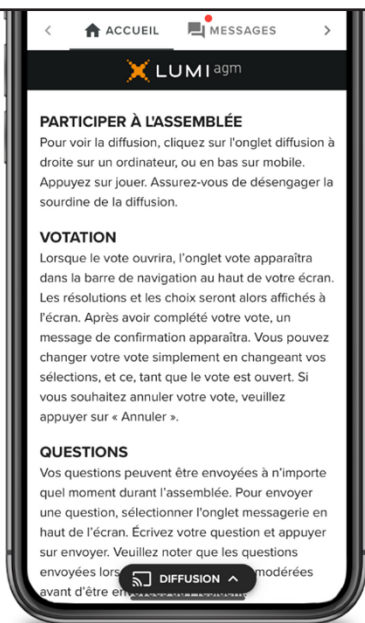 ACCUEIL MESSAGES
LUMI agm
PARTICIPER À L'ASSEMBLÉE
Pour voir la diffusion, cliquez sur l'onglet diffusion à
droite sur un ordinateur, ou en bas sur mobile.
Appuyez sur jouer. Assurez-vous de désengager la
sourdine de la diffusion.
VOTATION
Lorsque le vote ouvrira, l'onglet vote apparaîtra
dans la barre de navigation au haut de votre écran.
Les résolutions et les choix seront alors affichés à
l'écran. Après avoir complété votre vote, un
message de confirmation apparaîtra. Vous pouvez
changer votre vote simplement en changeant vos
sélections, et ce, tant que le vote est ouvert. Si
vous souhaitez annuler votre vote, veuillez
appuyer sur « Annuler ».
QUESTIONS
Vos questions peuvent être envoyées à n'importe
quel moment durant l'assemblée. Pour envoyer
une question, sélectionner l'onglet messagerie en
haut de l'écran. Écrivez votre question et appuyer
sur envoyer. Veuillez noter que les questions
envoyées modérées
DIFFUSION
avant d'être